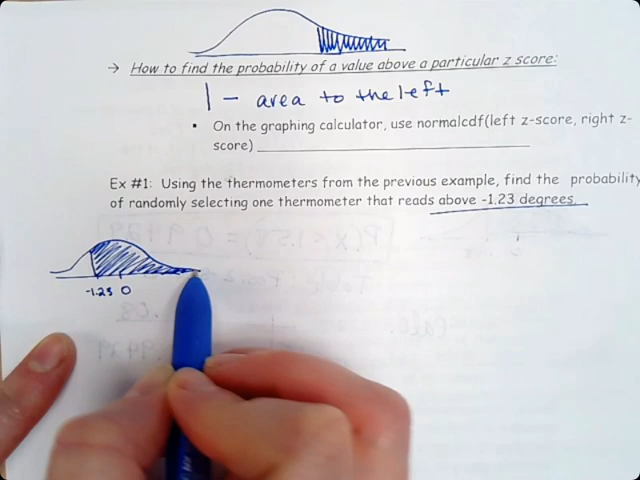 → How to find the probability of a value above a particular z score:
1 - area to the left
• On the graphing calculator, use normalcdf(left z-score, right z-
score)
Ex #1: Using the thermometers from the previous example, find the probability
of randomly selecting one thermometer that reads above -1.23 degrees.
-1.23 0